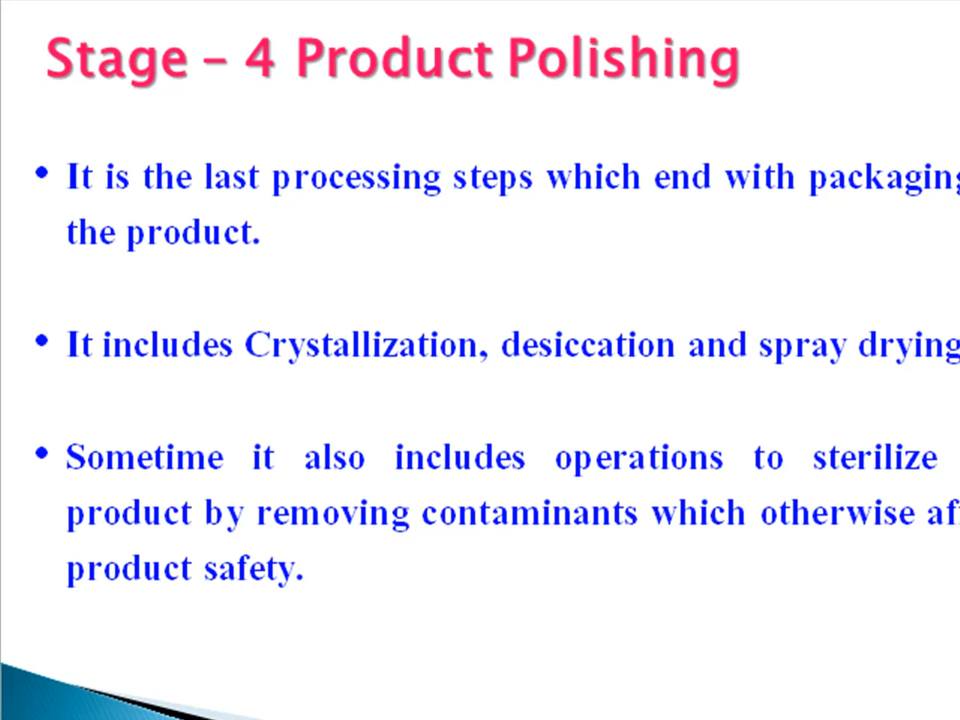 Stage – 4 Product Polishing
• It is the last processing steps which end with packaging
the product.
• It includes Crystallization, desiccation and spray drying
• Sometime it also includes operations to sterilize
product by removing contaminants which otherwise
product safety.